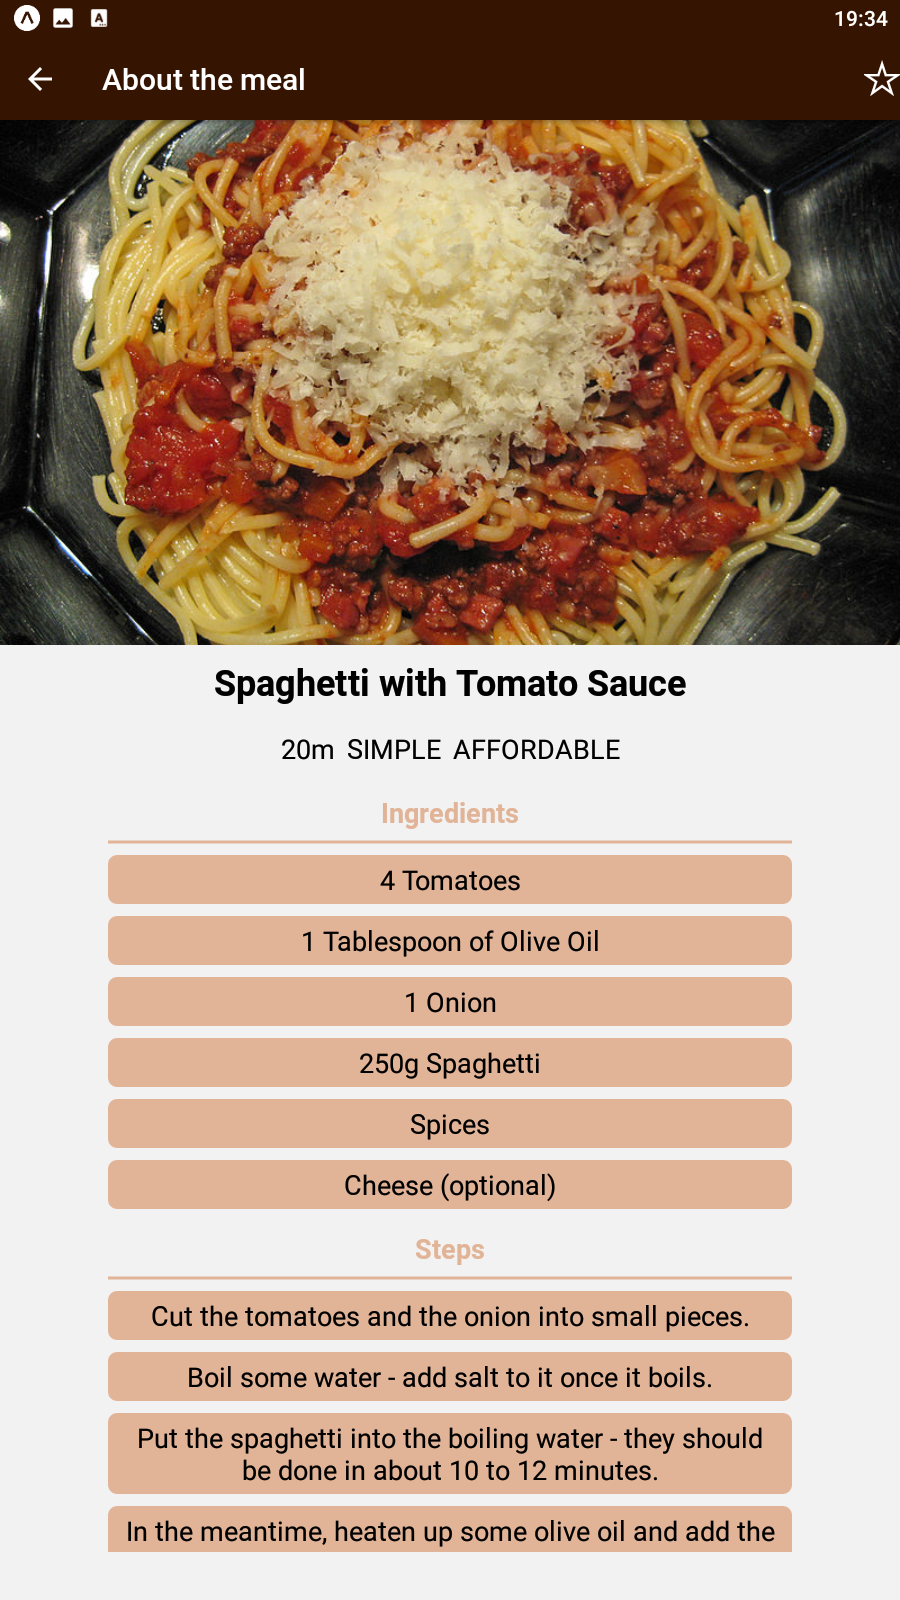 19:34
About the meal
Spaghetti with Tomato Sauce
20m SIMPLE AFFORDABLE
Ingredients
4 Tomatoes
1 Tablespoon of Olive Oil
1 Onion
250g Spaghetti
Spices
Cheese (optional)
Steps
Cut the tomatoes and the onion into small pieces.
Boil some water - add salt to it once it boils.
Put the spaghetti into the boiling water - they should
be done in about 10 to 12 minutes.
In the meantime, heaten up some olive oil and add the